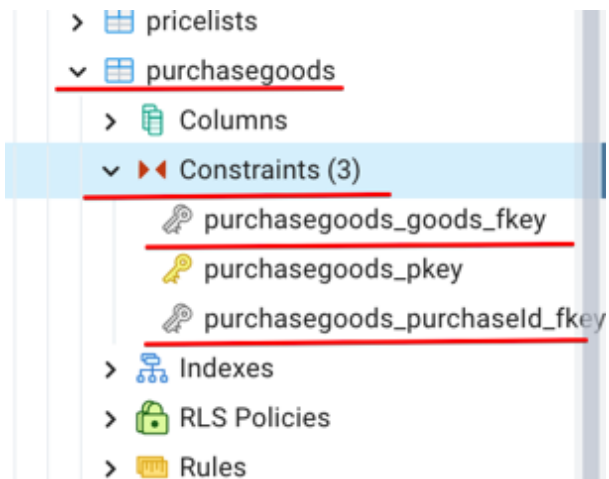 pricelists
purchasegoods
Columns
Constraints (3)
purchasegoods_goods_fkey
purchasegoods_pkey
purchasegoods_purchaseId_fkey
Indexes
RLS Policies
Rules